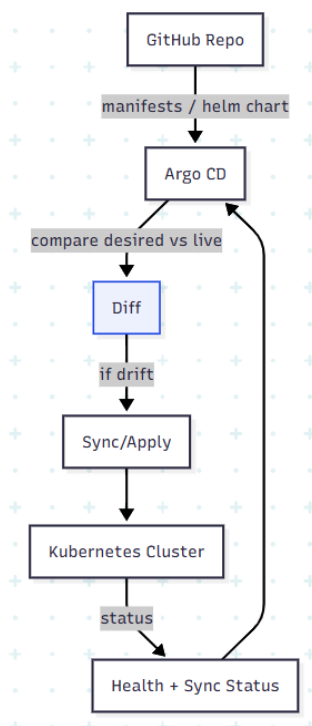 GitHub Repo
manifests / helm chart
Argo CD
compare desired vs live
Diff
if drift
Sync/Apply
Kubernetes Cluster
status
Health + Sync Status